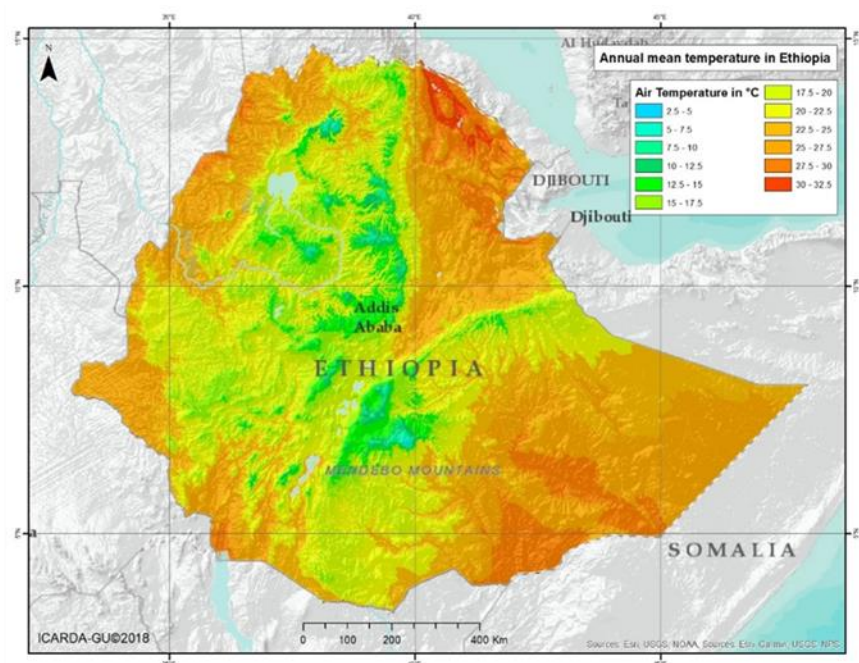 Al Hudaydah
N
Annual mean temperature in Ethiopia
Air Temperature in °C
2.5 - 5
5 - 7.5
7.5 - 10
10 - 12.5
12.5 - 15
15 - 17.5
17.5 - 20
20 - 22.5
22.5 - 25
25 - 27.5
27.5 - 30
30 - 32.5
Ta
DJIBOUTI
Djibouti
Addis
Ababa
ETHIOPIA
MENDEBO MOUNTAINS
SOMALIA
0 100 200 400 Km
ICARDA-GU©2018
Sources: Esri, USGS, NOAA, Sources: Esri, Garmin, USGS, NPS